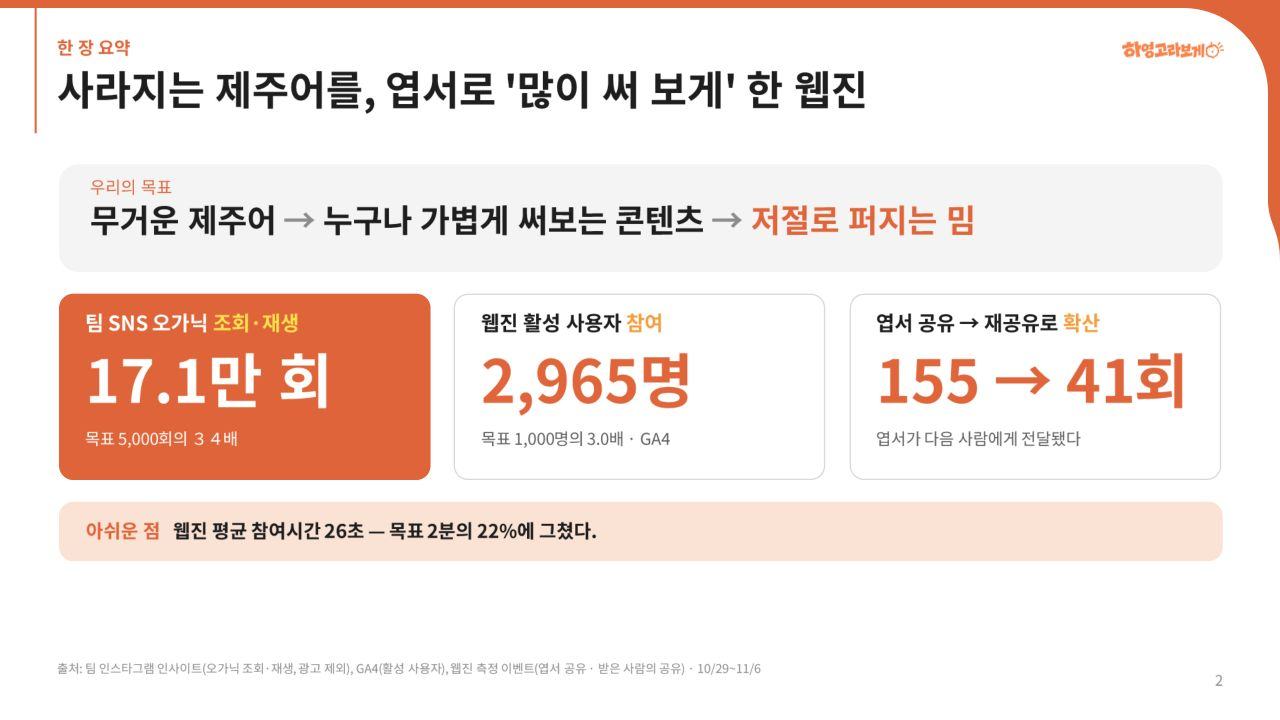 한 장 요약
하영고라보게
사라지는 제주어를, 엽서로 '많이 써 보게' 한 웹진
우리의 목표
무거운 제주어 → 누구나 가볍게 써보는 콘텐츠 → 저절로 퍼지는 밈
팀 SNS 오가닉 조회·재생
17.1만 회
목표 5,000회의 3 4배
웹진 활성 사용자 참여
2,965명
목표 1,000명의 3.0배 · GA4
엽서 공유 → 재공유로 확산
155 → 41회
엽서가 다음 사람에게 전달됐다
아쉬운 점 웹진 평균 참여시간 26초 — 목표 2분의 22%에 그쳤다.
출처: 팀 인스타그램 인사이트(오가닉 조회·재생, 광고 제외), GA4(활성 사용자), 웹진 측정 이벤트(엽서 공유 · 받은 사람의 공유) · 10/29~11/6
2